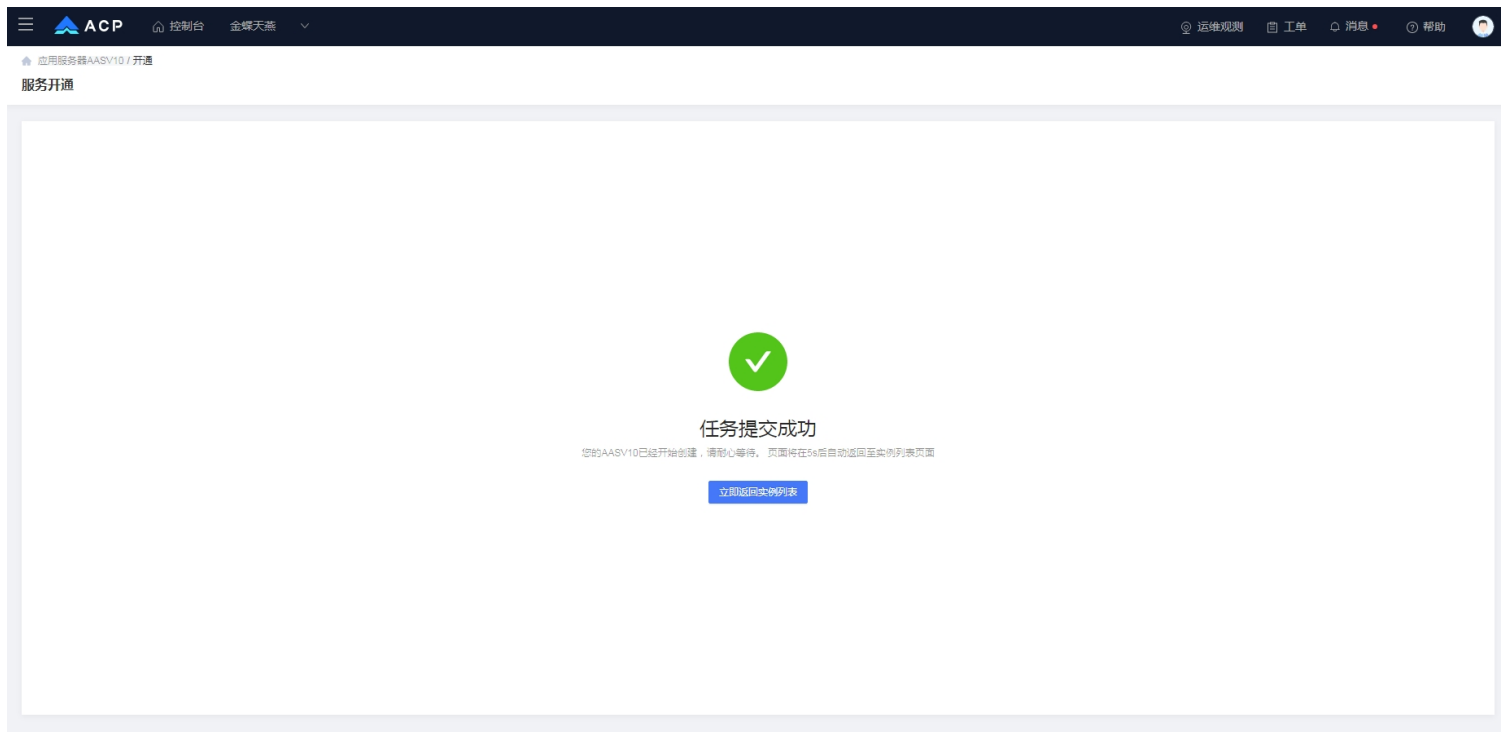 ACP 控制台 金蝶天燕 运维观测 工单 消息 帮助
应用服务器AASV10 / 开通
服务开通
任务提交成功
您的AASV10已经开始创建，请耐心等待。 页面将在5s后自动返回至实例列表页面
立即返回实例列表